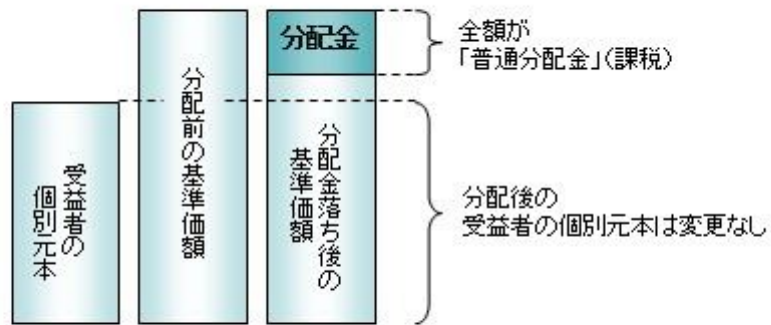 受益者の
個別元本
分配前の基準価額
分配金
分配金落ち後の
基準価額
全額が
「普通分配金」(課税)
分配後の
受益者の個別元本は変更なし